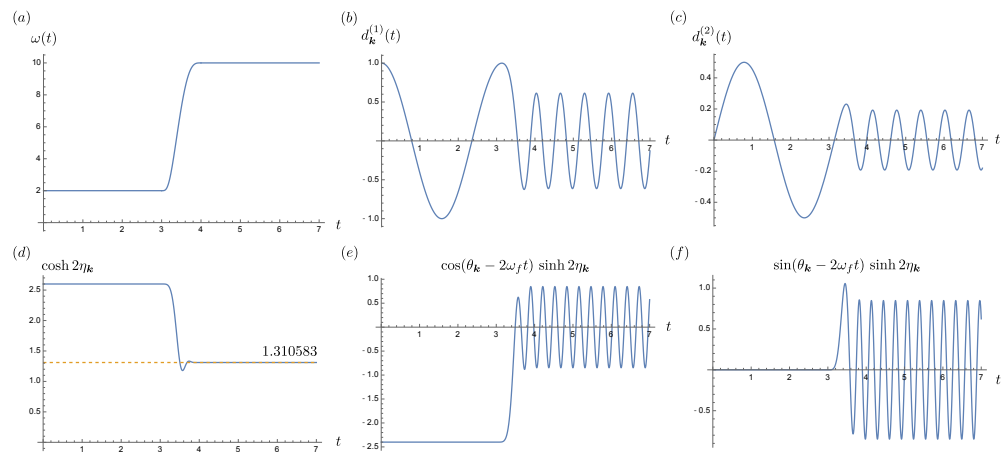 (a)
ω(t)
10
8
6
4
2
0 1 2 3 4 5 6 7
t
(b)
d_k^(1)(t)
1.0
0.5
-0.5
-1.0
1 2 3 4 5 6 7
t
(c)
d_k^(2)(t)
0.4
0.2
-0.2
-0.4
1 2 3 4 5 6 7
t
(d)
cosh 2η_k
2.5
2.0
1.5
1.0
0.5
1.310583
0 1 2 3 4 5 6 7
t
(e)
cos(θ_k − 2ω_f t) sinh 2η_k
1.0
0.5
-0.5
-1.0
-1.5
-2.0
-2.5
1 2 3 4 5 6 7
t
(f)
sin(θ_k − 2ω_f t) sinh 2η_k
1.0
0.5
-0.5
1 2 3 4 5 6 7
t